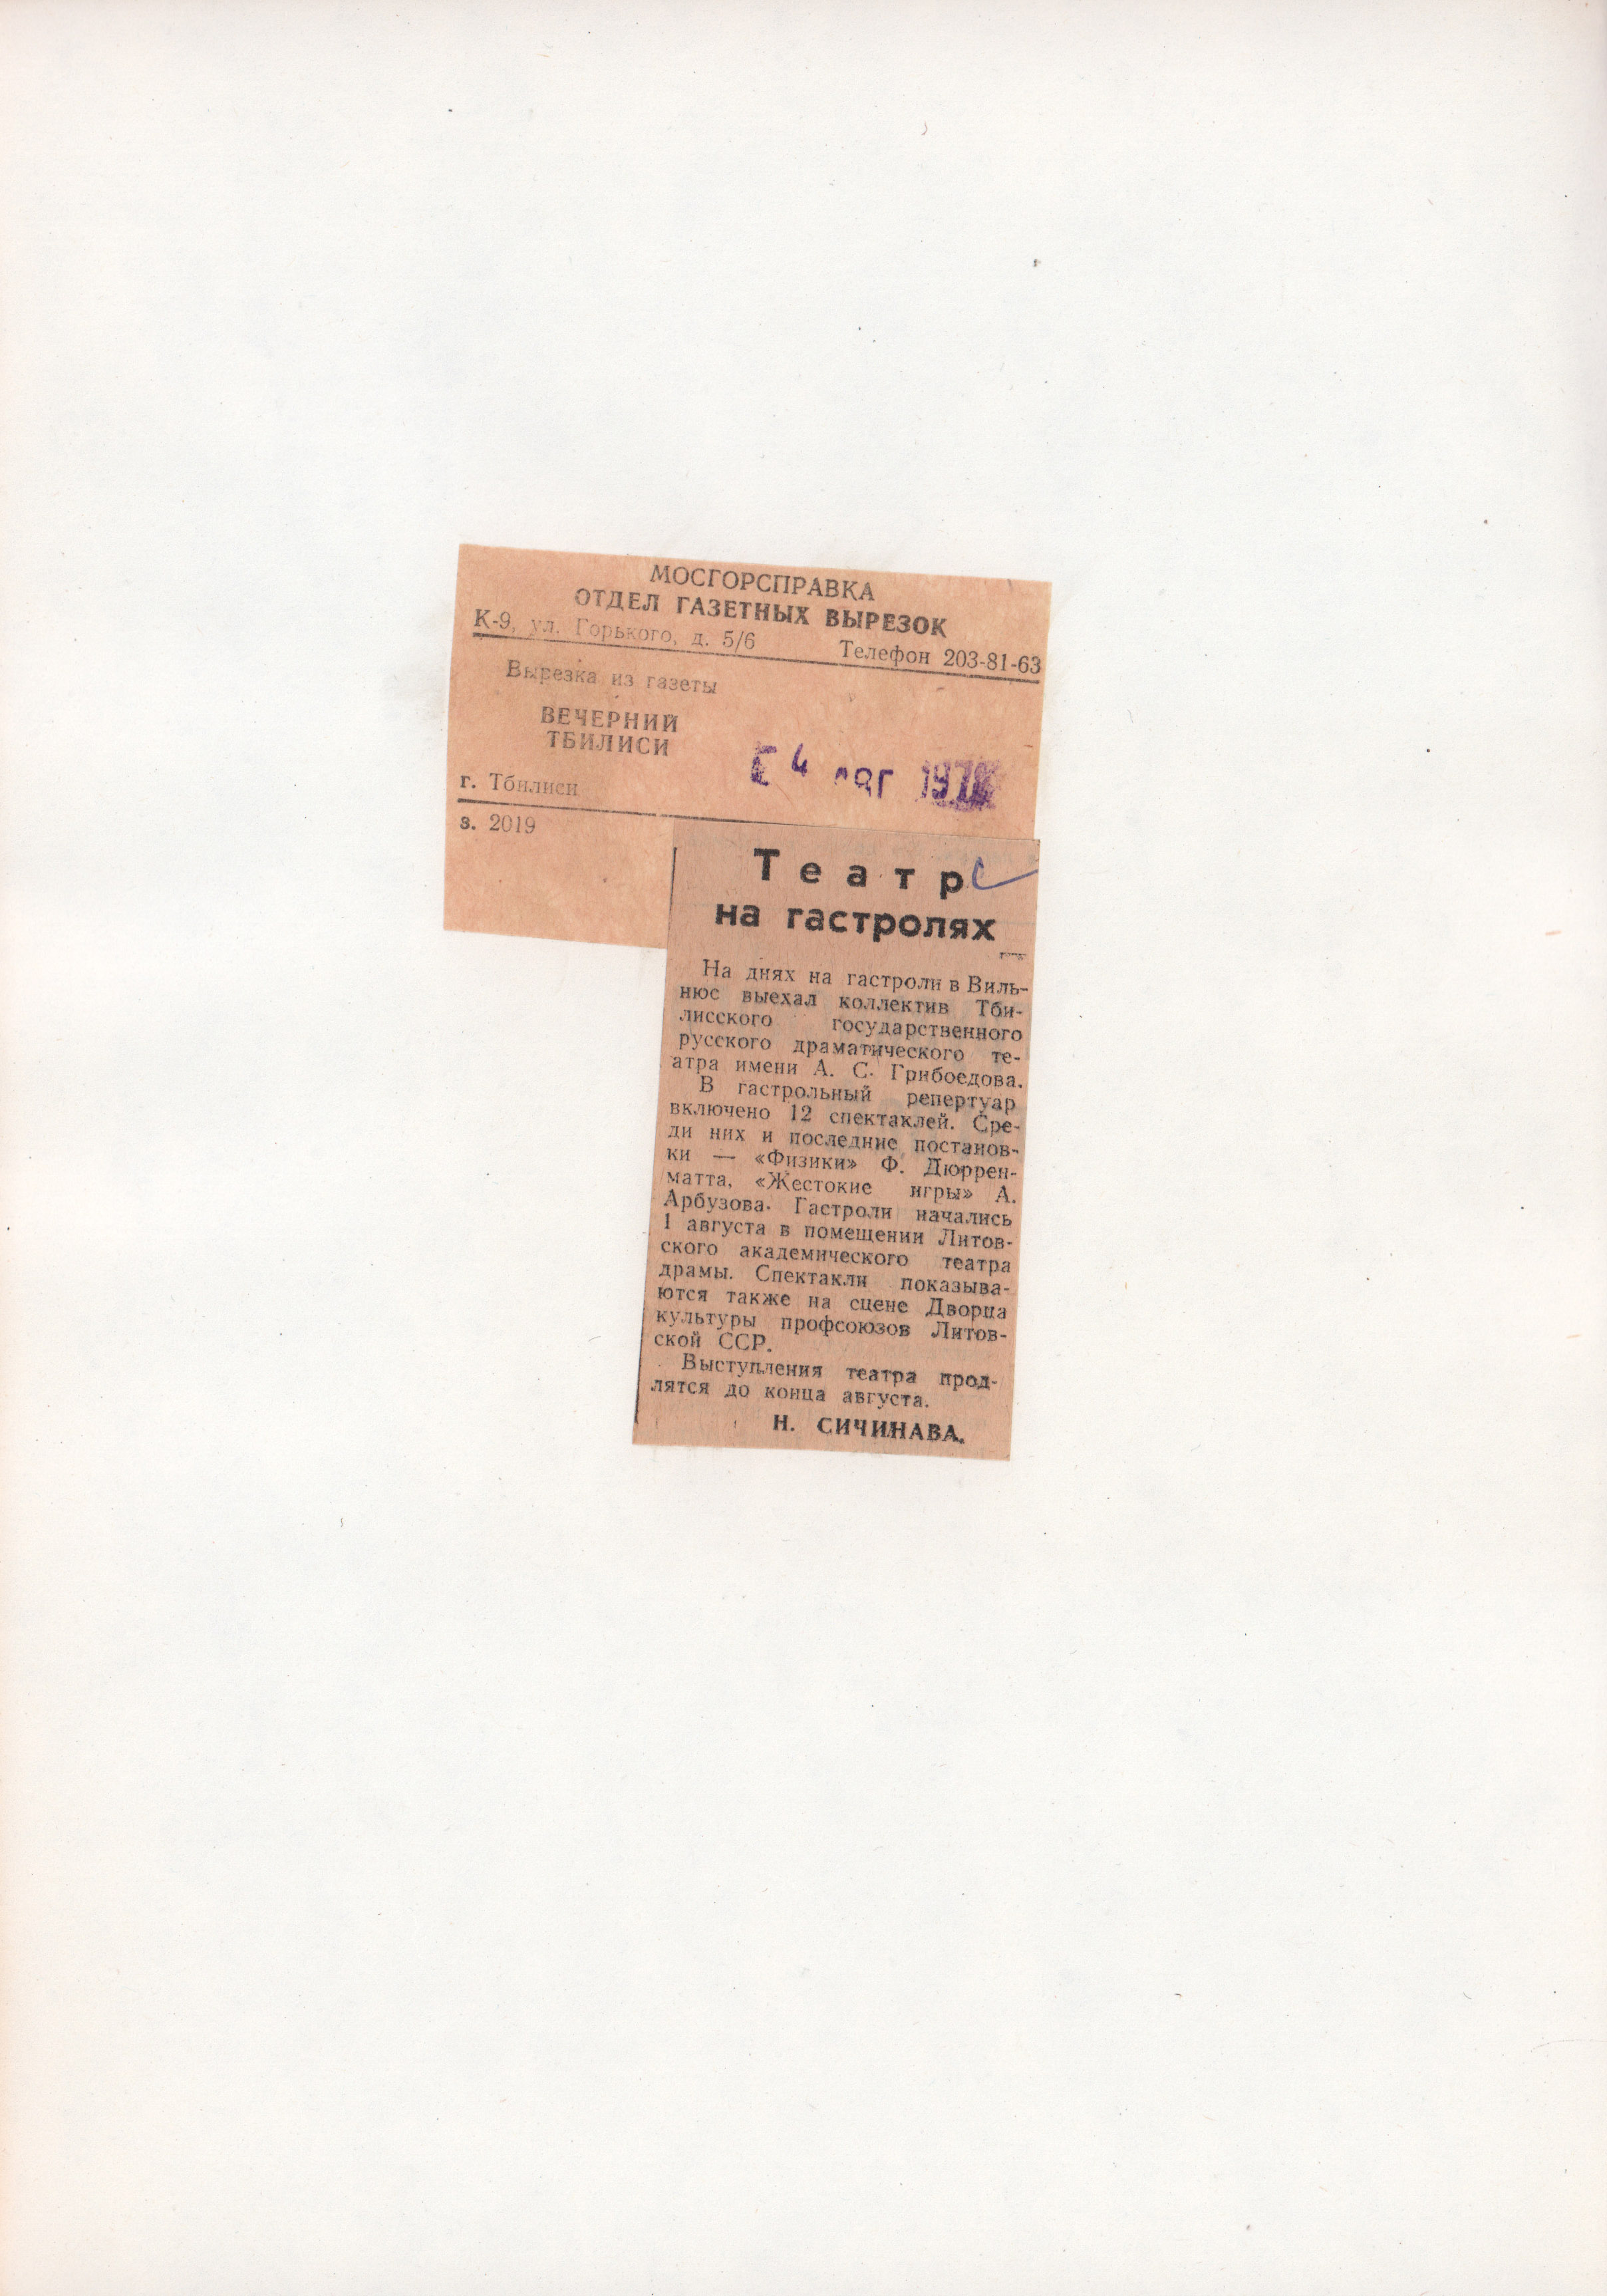 МОСГОРСПРАВКА
ОТДЕЛ ГАЗЕТНЫХ ВЫРЕЗОК
К-9, ул. Горького, д. 5/6 Телефон 203-81-63
Вырезка из газеты
ВЕЧЕРНИЙ
ТБИЛИСИ
4 АВГ
г. Тбилиси
з. 2019
Театр
на гастролях
На днях на гастроли в Виль-
нюс выехал коллектив Тби-
лисского государственного
русского драматического те-
атра имени А. С. Грибоедова.
В гастрольный репертуар
включено 12 спектаклей. Сре-
ди них и последние постанов-
ки — «Физики» Ф. Дюррен-
матта, «Жестокие игры» А.
Арбузова. Гастроли начались
1 августа в помещении Литов-
ского академического театра
драмы. Спектакли показыва-
ются также на сцене Дворца
культуры профсоюзов Литов-
ской ССР.
Выступления театра прод-
лятся до конца августа.
Н. СИЧИНАВА.